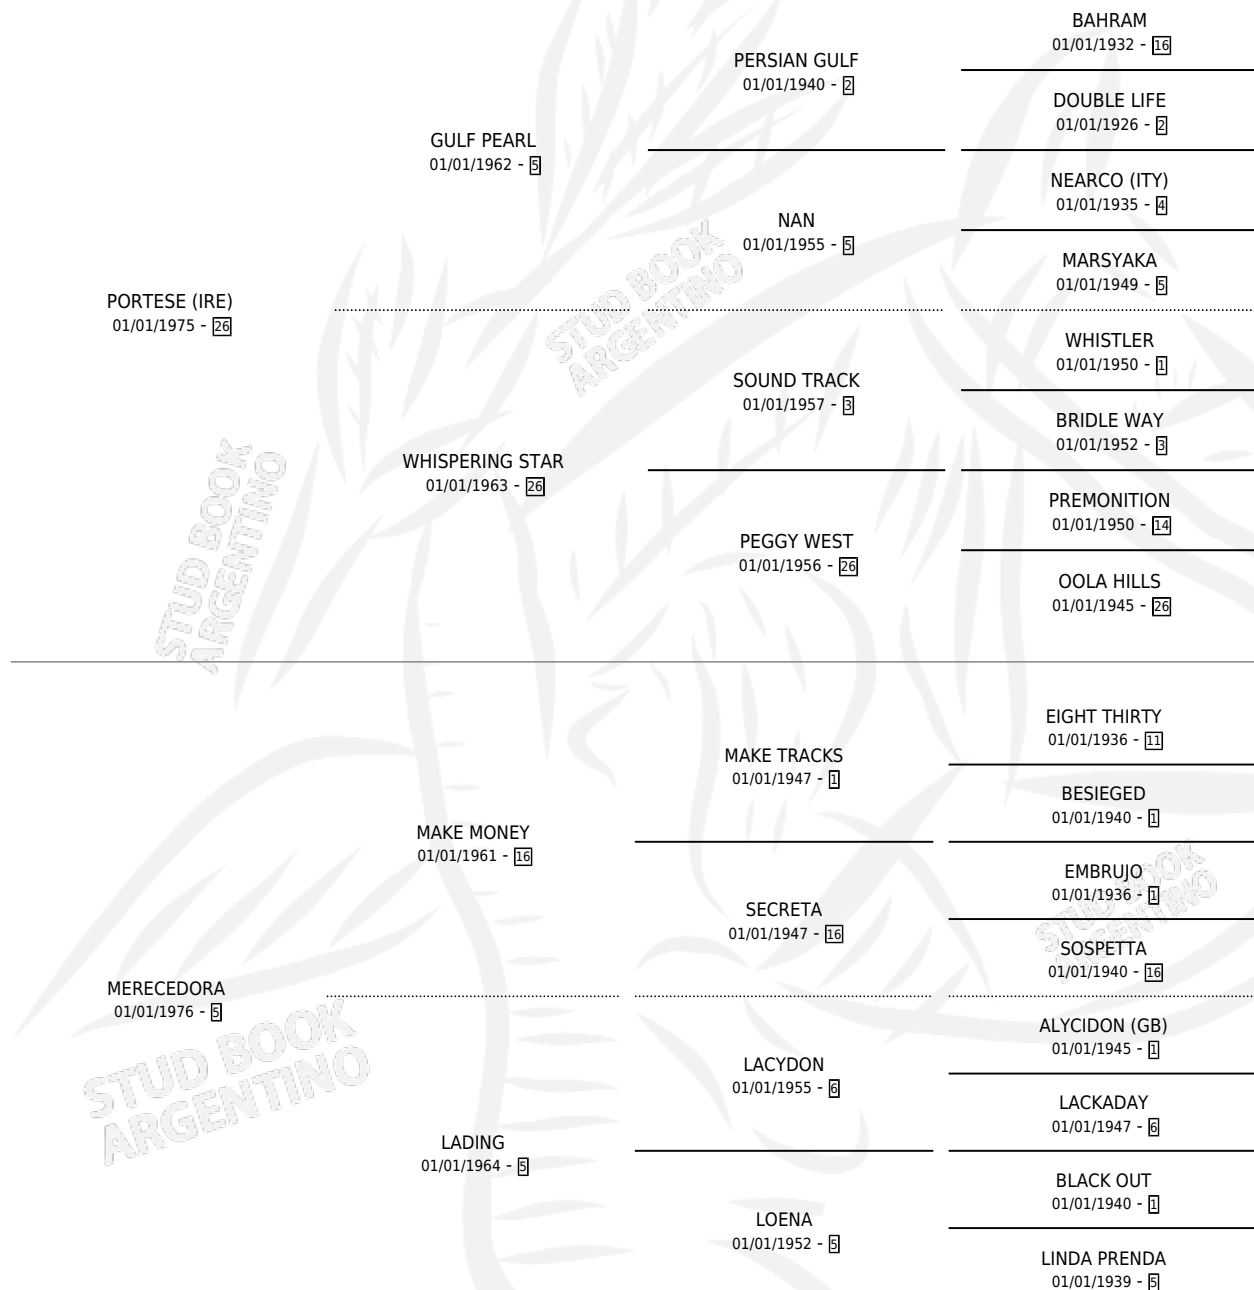 BAHRAM
01/01/1932 - 16
PERSIAN GULF
01/01/1940 - 2
DOUBLE LIFE
01/01/1926 - 2
GULF PEARL
01/01/1962 - 5
NEARCO (ITY)
01/01/1935 - 4
NAN
01/01/1955 - 5
MARSYAKA
01/01/1949 - 5
PORTESE (IRE)
01/01/1975 - 26
WHISTLER
01/01/1950 - 1
SOUND TRACK
01/01/1957 - 3
BRIDLE WAY
01/01/1952 - 3
WHISPERING STAR
01/01/1963 - 26
PREMONITION
01/01/1950 - 14
PEGGY WEST
01/01/1956 - 26
OOLA HILLS
01/01/1945 - 26
EIGHT THIRTY
01/01/1936 - 11
MAKE TRACKS
01/01/1947 - 1
BESIEGED
01/01/1940 - 1
MAKE MONEY
01/01/1961 - 16
EMBRUJO
01/01/1936 - 1
SECRETA
01/01/1947 - 16
SOSPETTA
01/01/1940 - 16
MERECEDORA
01/01/1976 - 5
ALYCIDON (GB)
01/01/1945 - 1
LACYDON
01/01/1955 - 6
LACKADAY
01/01/1947 - 6
LADING
01/01/1964 - 5
BLACK OUT
01/01/1940 - 1
LOENA
01/01/1952 - 5
LINDA PRENDA
01/01/1939 - 5
STUD BOOK
ARGENTINO
STUD BOOK
ARGENTINO
STUD BOOK
ARGENTINO
STUD BOOK
ARGENTINO